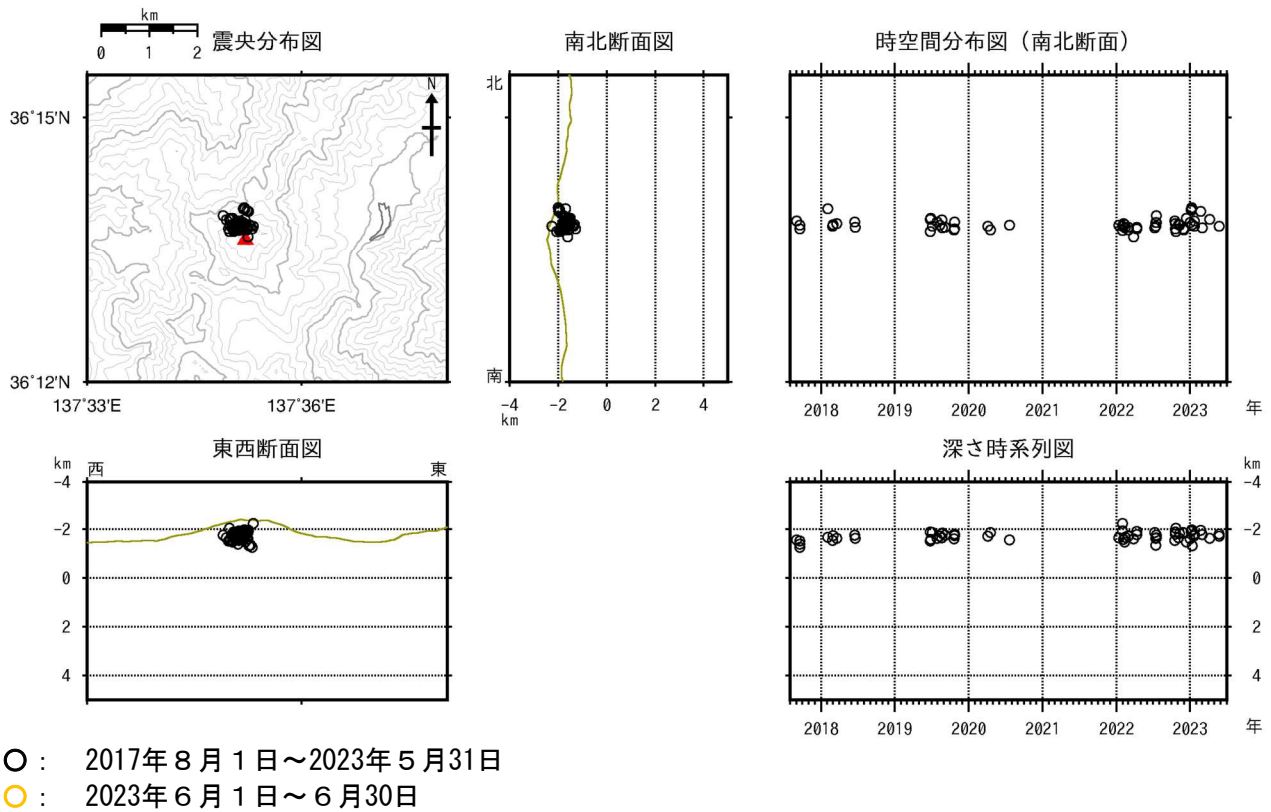 km
0 1 2
震央分布図
N
36°15′N
36°12′N
137°33′E 137°36′E
南北断面図
北
南
-4 -2 0 2 4
km
時空間分布図（南北断面）
2018 2019 2020 2021 2022 2023 年
東西断面図
km 西 東
-4
-2
0
2
4
深さ時系列図
km
-4
-2
0
2
4
2018 2019 2020 2021 2022 2023 年
： 2017年８月１日～2023年５月31日
： 2023年６月１日～６月30日